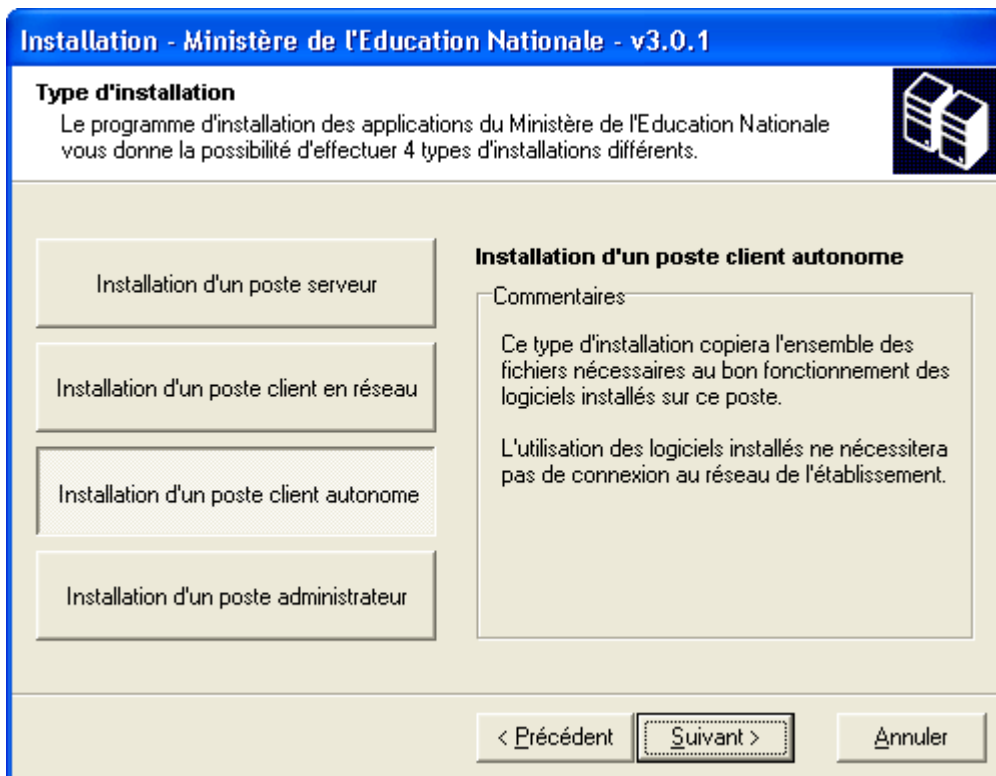 Installation - Ministère de l'Education Nationale - v3.0.1
Type d'installation
Le programme d'installation des applications du Ministère de l'Education Nationale
vous donne la possibilité d'effectuer 4 types d'installations différents.
Installation d'un poste serveur
Installation d'un poste client en réseau
Installation d'un poste client autonome
Installation d'un poste administrateur
Installation d'un poste client autonome
Commentaires
Ce type d'installation copiera l'ensemble des
fichiers nécessaires au bon fonctionnement des
logiciels installés sur ce poste.
L'utilisation des logiciels installés ne nécessitera
pas de connexion au réseau de l'établissement.
< Précédent
Suivant >
Annuler